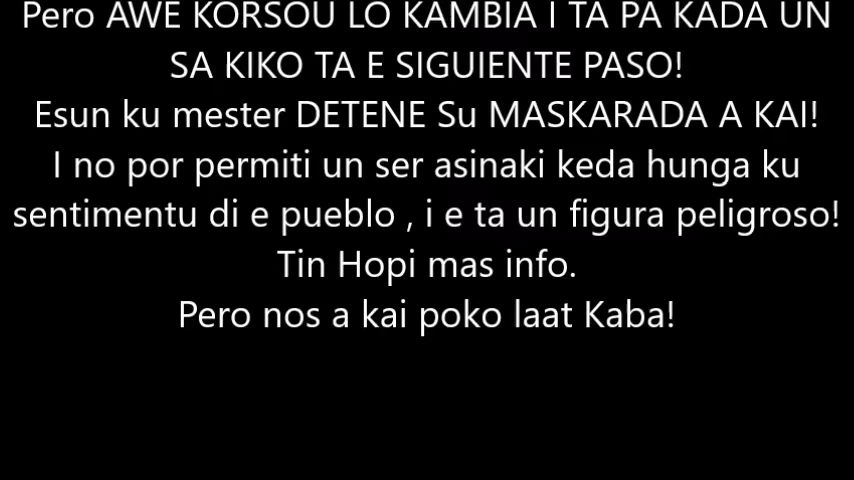 Pero AWE KORSOU LO KAMBIA I TA PA KADA UN
SA KIKO TA E SIGUIENTE PASO!
Esun ku mester DETENE Su MASKARADA A KAI!
I no por permiti un ser asinaki keda hunga ku
sentimentu di e pueblo , i e ta un figura peligroso!
Tin Hopi mas info.
Pero nos a kai poko laat Kaba!